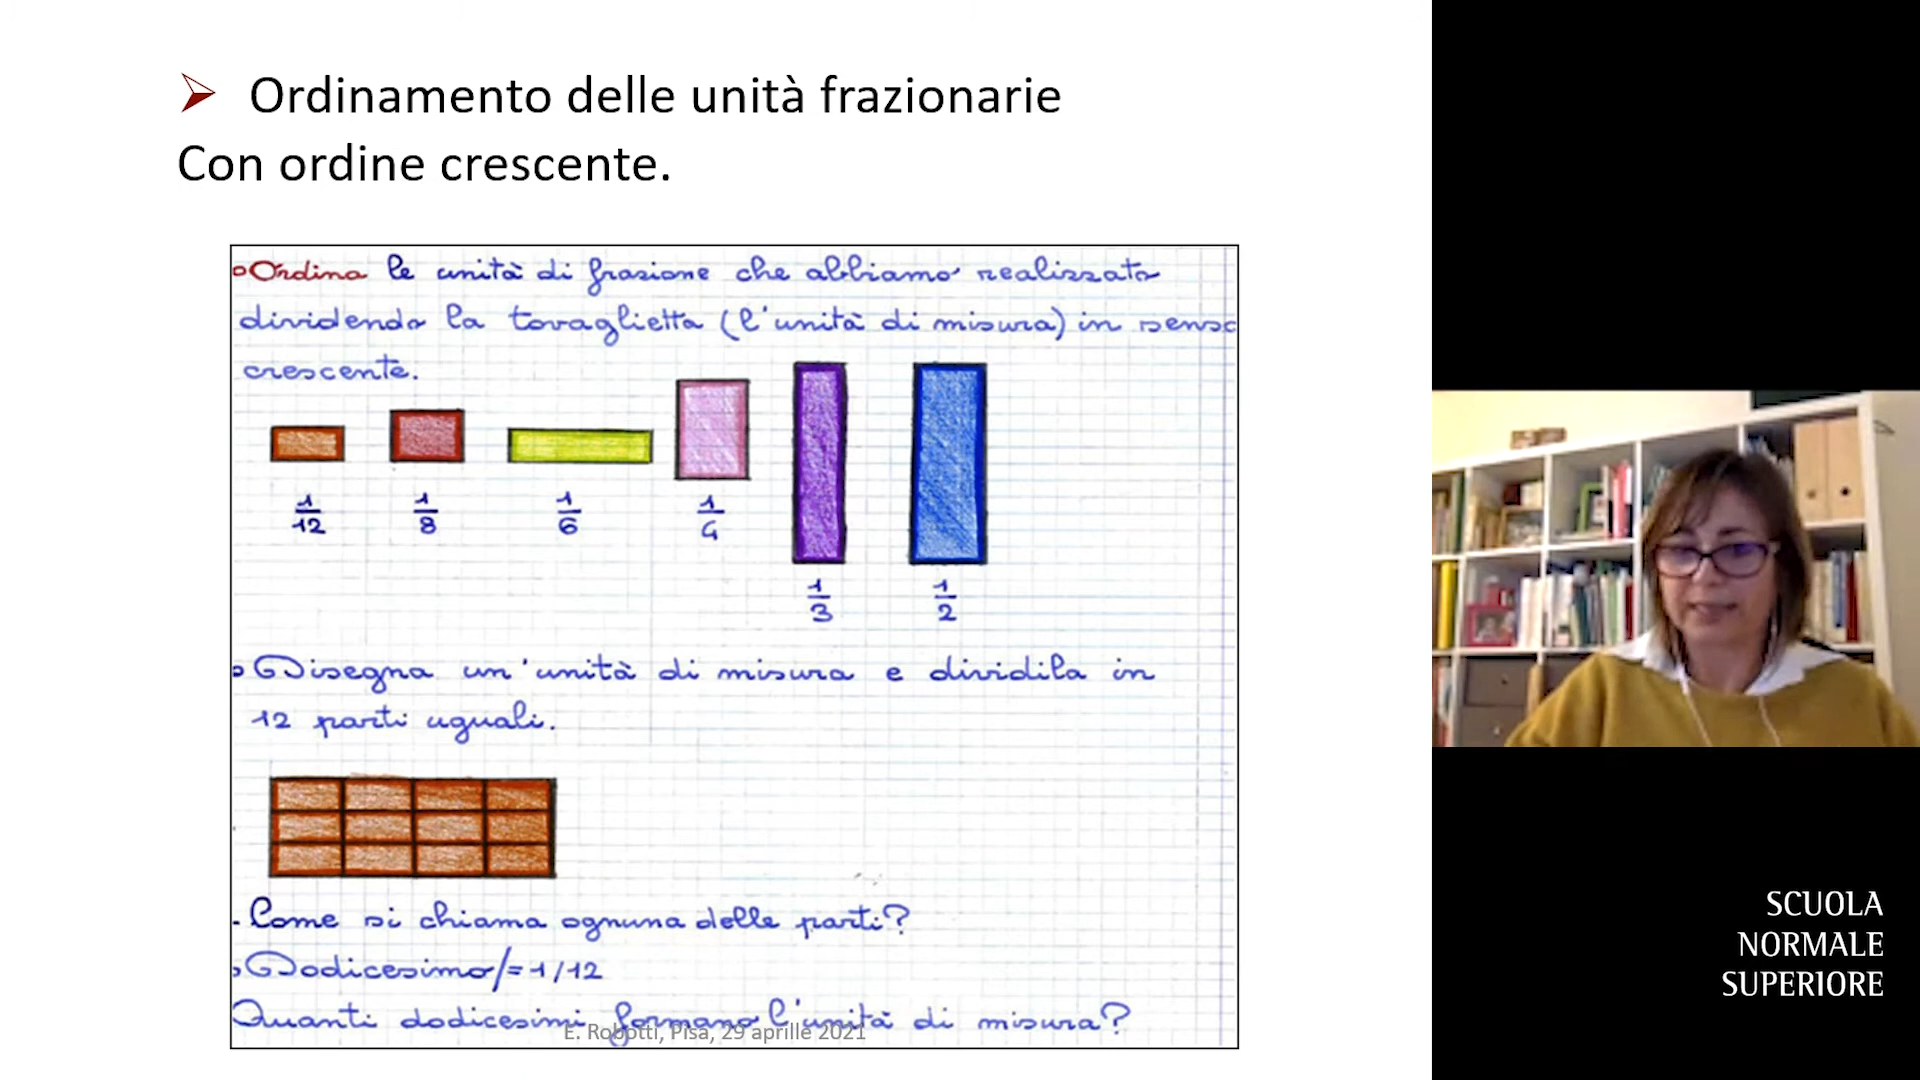 Ordinamento delle unità frazionarie
Con ordine crescente.
Ordina le unità di frazione che abbiamo realizzato
dividendo la tovaglietta (l'unità di misura) in senso
crescente.
1/12 1/8 1/6 1/4
1/3 1/2
Disegna un'unità di misura e dividila in
12 parti uguali.
- Come si chiama ognuna delle parti?
Dodicesimo/=1/12
Quanti dodicesimi formano l'unità di misura?
E. Robotti, Pisa, 29 aprille 2021
SCUOLA
NORMALE
SUPERIORE